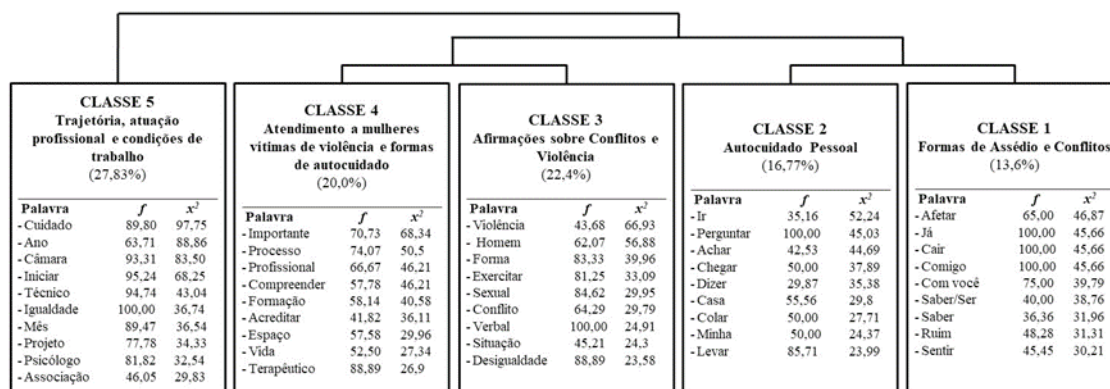 CLASSE 5
Trajetória, atuação
profissional e condições de
trabalho
(27,83%)
Palavra f x²
- Cuidado 89,80 97,75
- Ano 63,71 88,86
- Câmara 93,31 83,50
- Iniciar 95,24 68,25
- Técnico 94,74 43,04
- Igualdade 100,00 36,74
- Mês 89,47 36,54
- Projeto 77,78 34,33
- Psicólogo 81,82 32,54
- Associação 46,05 29,83
CLASSE 4
Atendimento a mulheres
vítimas de violência e formas
de autocuidado
(20,0%)
Palavra f x²
- Importante 70,73 68,34
- Processo 74,07 50,5
- Profissional 66,67 46,21
- Compreender 57,78 46,21
- Formação 58,14 40,58
- Acreditar 41,82 36,11
- Espaço 57,58 29,96
- Vida 52,50 27,34
- Terapêutico 88,89 26,9
CLASSE 3
Afirmações sobre Conflitos e
Violência
(22,4%)
Palavra f x²
- Violência 43,68 66,93
- Homem 62,07 56,88
- Forma 83,33 39,96
- Exercitar 81,25 33,09
- Sexual 84,62 29,95
- Conflito 64,29 29,79
- Verbal 100,00 24,91
- Situação 45,21 24,3
- Desigualdade 88,89 23,58
CLASSE 2
Autocuidado Pessoal
(16,77%)
Palavra f x²
- Ir 35,16 52,24
- Perguntar 100,00 45,03
- Achar 42,53 44,69
- Chegar 50,00 37,89
- Dizer 29,87 35,38
- Casa 55,56 29,8
- Colar 50,00 27,71
- Minha 50,00 24,37
- Levar 85,71 23,99
CLASSE 1
Formas de Assédio e Conflitos
(13,6%)
Palavra f x²
- Afetar 65,00 46,87
- Já 100,00 45,66
- Cair 100,00 45,66
- Comigo 100,00 45,66
- Com você 75,00 39,79
- Saber/Ser 40,00 38,76
- Saber 36,36 31,96
- Ruim 48,28 31,31
- Sentir 45,45 30,21